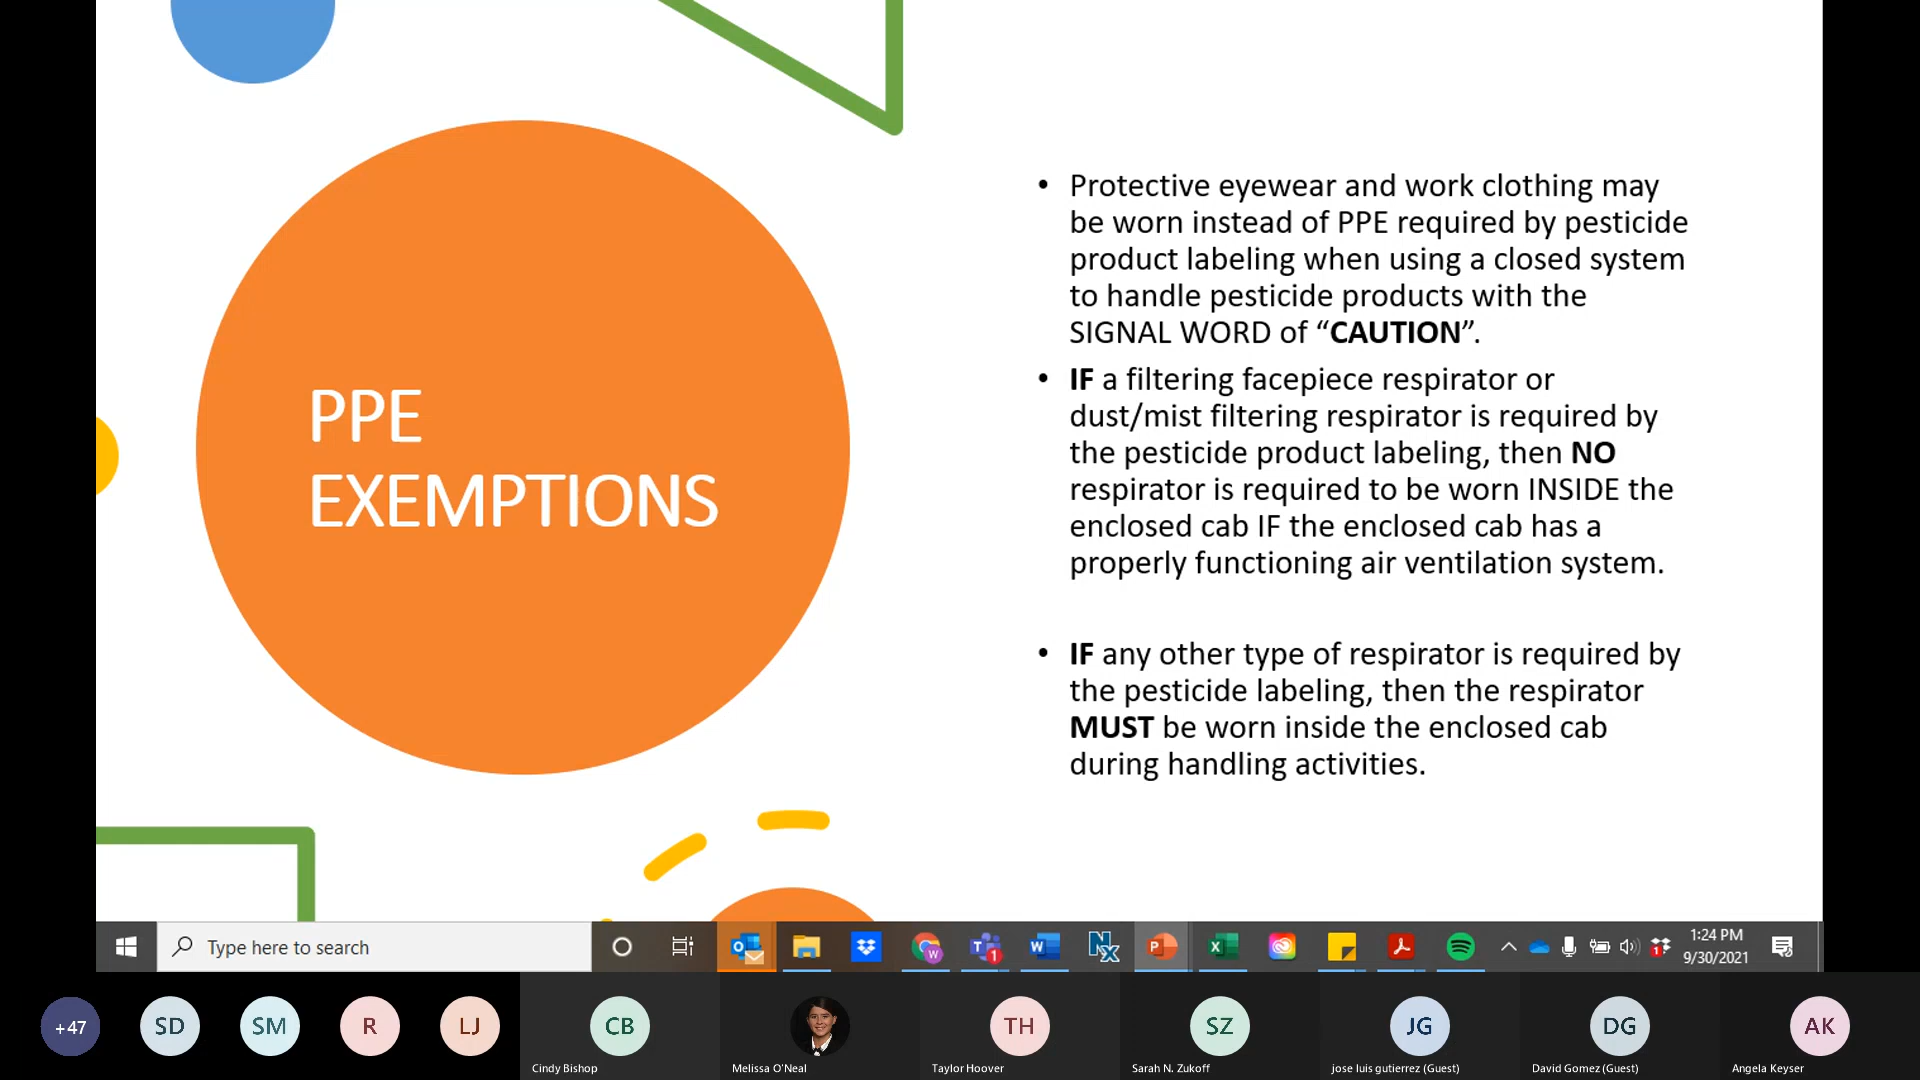 PPE
EXEMPTIONS
• Protective eyewear and work clothing may
be worn instead of PPE required by pesticide
product labeling when using a closed system
to handle pesticide products with the
SIGNAL WORD of “CAUTION”.
• IF a filtering facepiece respirator or
dust/mist filtering respirator is required by
the pesticide product labeling, then NO
respirator is required to be worn INSIDE the
enclosed cab IF the enclosed cab has a
properly functioning air ventilation system.
• IF any other type of respirator is required by
the pesticide labeling, then the respirator
MUST be worn inside the enclosed cab
during handling activities.
Type here to search
1:24 PM
9/30/2021
+47
SD
SM
R
LJ
CB
Cindy Bishop
Melissa O'Neal
TH
Taylor Hoover
SZ
Sarah N. Zukoff
JG
jose luis gutierrez (Guest)
DG
David Gomez (Guest)
AK
Angela Keyser